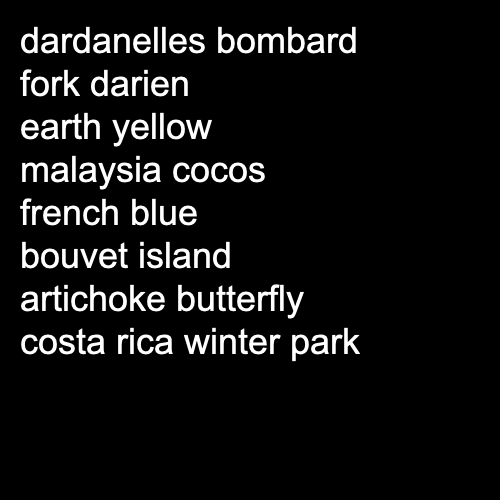 dardanelles bombard
fork darien
earth yellow
malaysia cocos
french blue
bouvet island
artichoke butterfly
costa rica winter park